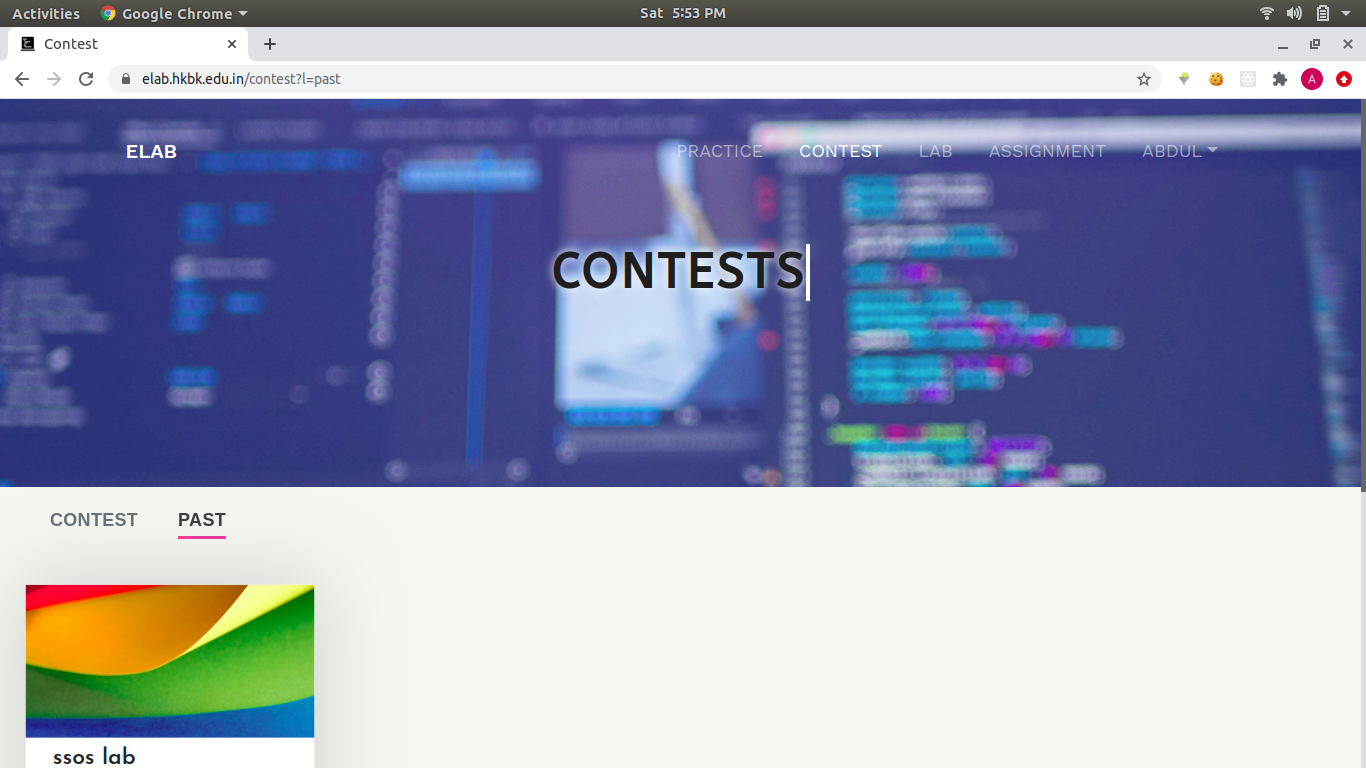 Activities Google Chrome Sat 5:53 PM
Contest
elab.hkbk.edu.in/contest?l=past A
ELAB PRACTICE CONTEST LAB ASSIGNMENT ABDUL
CONTESTS
CONTEST PAST
ssos lab